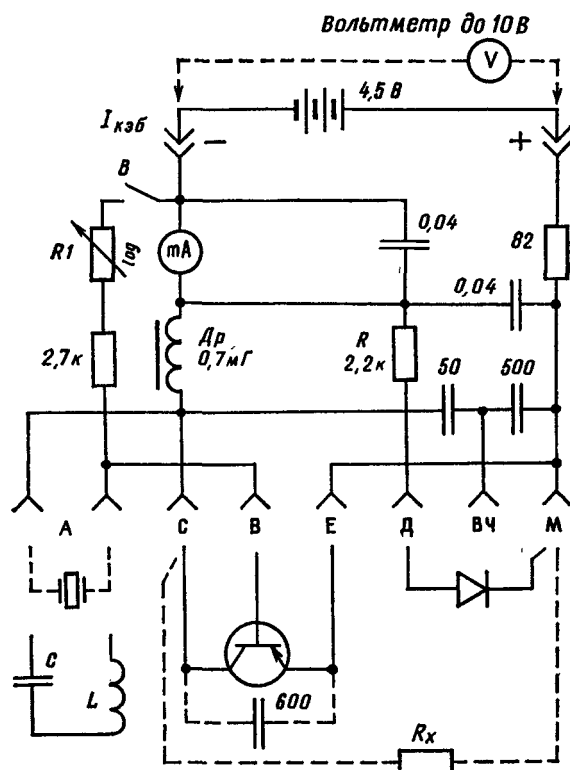 Вольтметр до 10 В
V
4,5 В
Iкэб
−
+
В
R1
log
mA
0,04
82
0,04
2,7к
Др
0,7мГ
R
2,2к
50
500
А
С
В
Е
Д
ВЧ
М
C
L
600
Rx